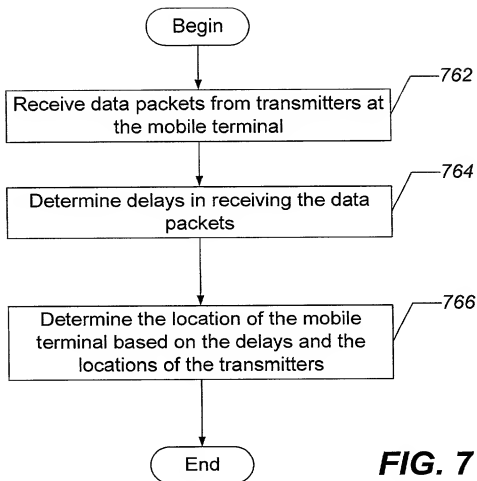 Begin
762
Receive data packets from transmitters at
the mobile terminal
764
Determine delays in receiving the data
packets
766
Determine the location of the mobile
terminal based on the delays and the
locations of the transmitters
End
FIG. 7